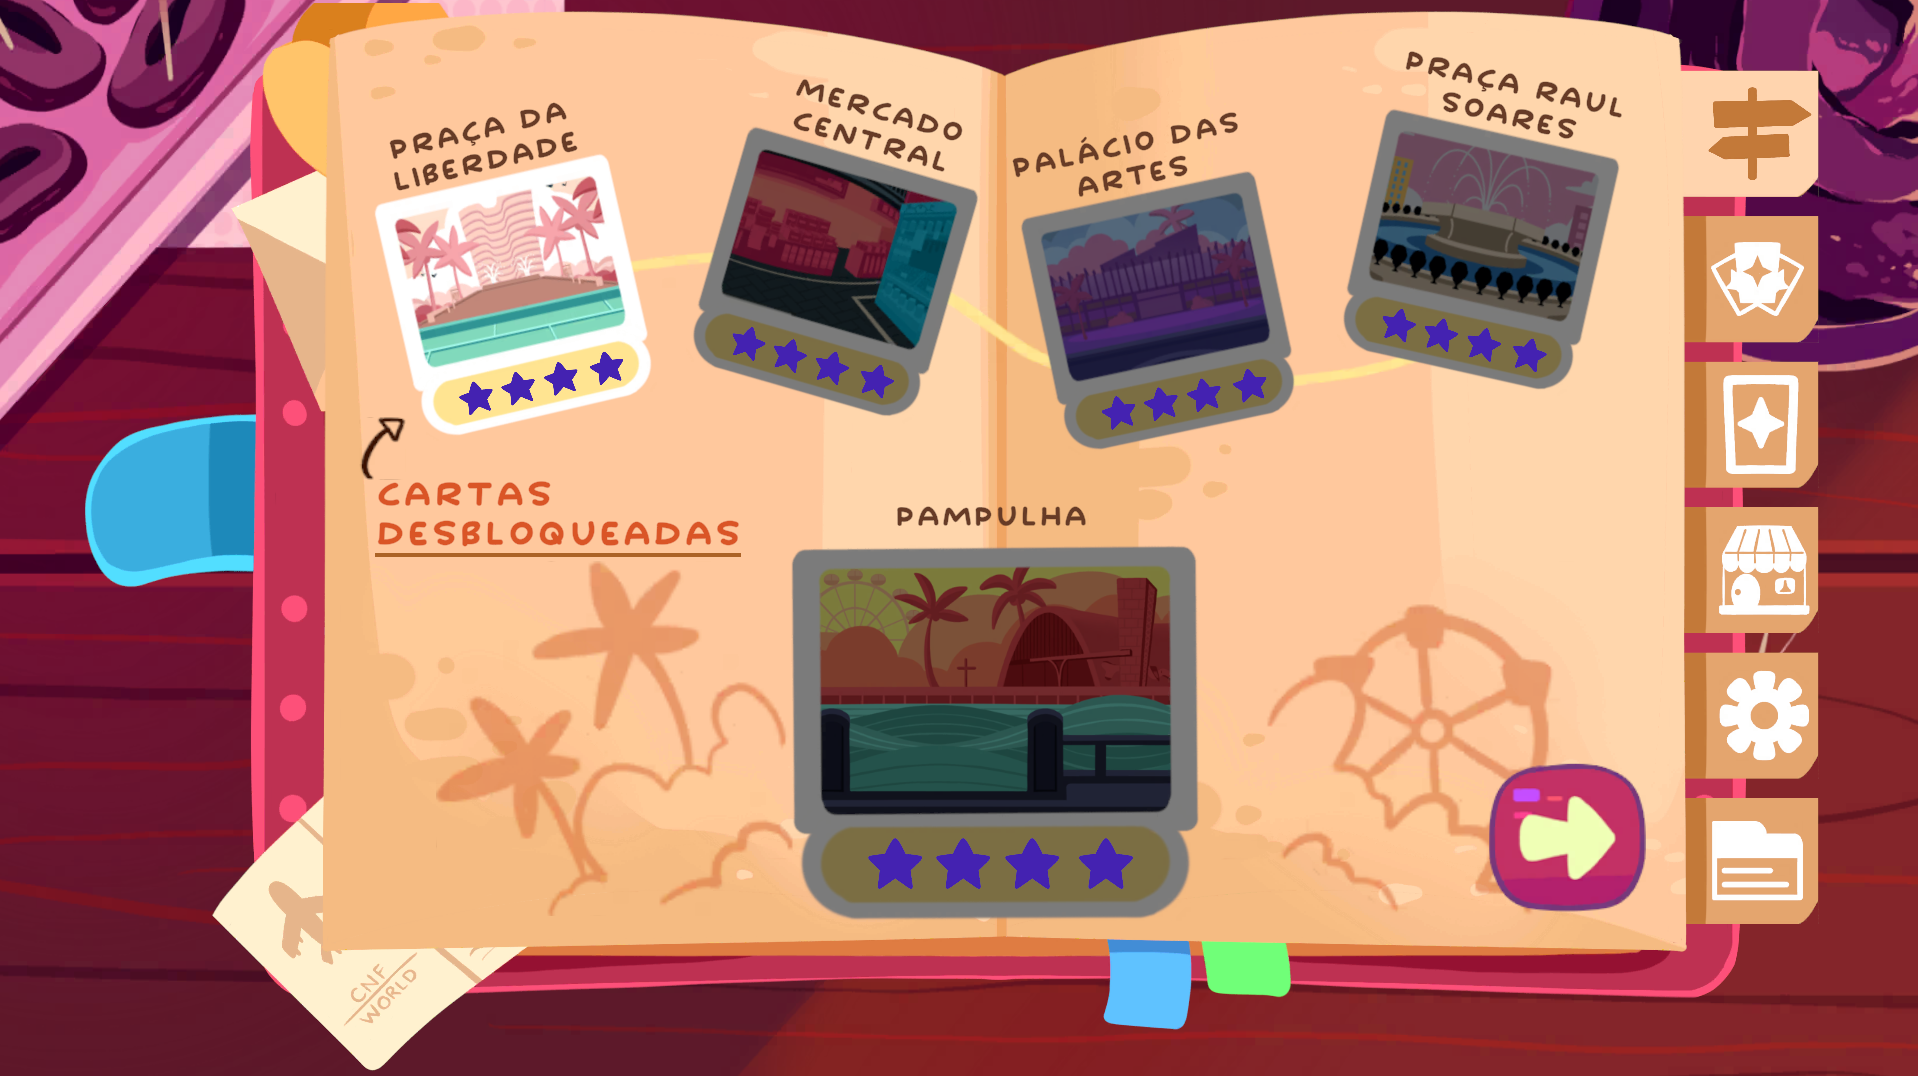 PRAÇA DA
LIBERDADE
MERCADO
CENTRAL
PALÁCIO DAS
ARTES
PRAÇA RAUL
SOARES
CARTAS
DESBLOQUEADAS
PAMPULHA
CNF
WORLD